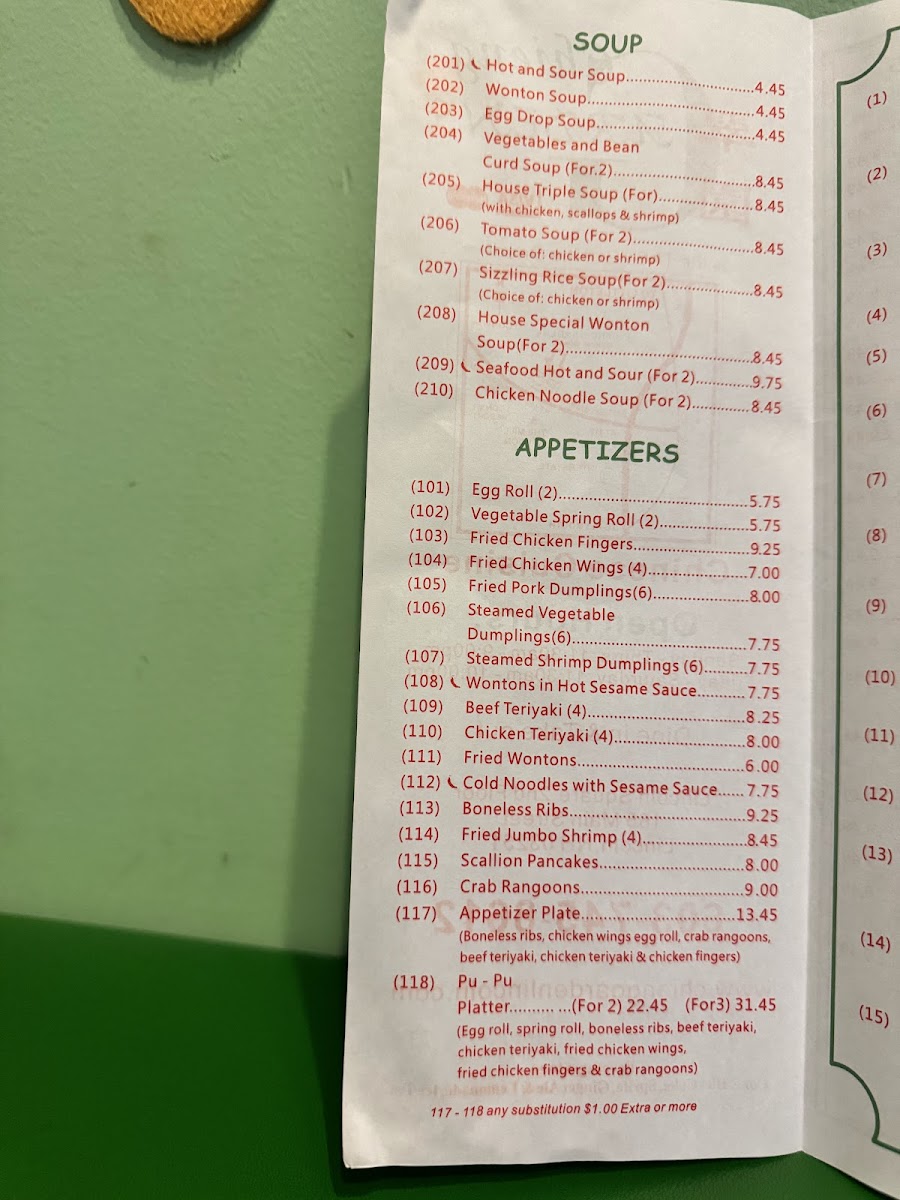 SOUP
(201) Hot and Sour Soup..............................4.45
(202) Wonton Soup.......................................4.45
(203) Egg Drop Soup.....................................4.45
(204) Vegetables and Bean
Curd Soup (For.2).................................8.45
(205) House Triple Soup (For)......................8.45
(with chicken, scallops & shrimp)
(206) Tomato Soup (For 2)............................8.45
(Choice of: chicken or shrimp)
(207) Sizzling Rice Soup(For 2)....................8.45
(Choice of: chicken or shrimp)
(208) House Special Wonton
Soup(For 2)...........................................8.45
(209) Seafood Hot and Sour (For 2).............9.75
(210) Chicken Noodle Soup (For 2).............8.45
APPETIZERS
(101) Egg Roll (2)............................................5.75
(102) Vegetable Spring Roll (2).....................5.75
(103) Fried Chicken Fingers...........................9.25
(104) Fried Chicken Wings (4).......................7.00
(105) Fried Pork Dumplings(6)......................8.00
(106) Steamed Vegetable
Dumplings(6)........................................7.75
(107) Steamed Shrimp Dumplings (6)..........7.75
(108) Wontons in Hot Sesame Sauce............7.75
(109) Beef Teriyaki (4)....................................8.25
(110) Chicken Teriyaki (4)..............................8.00
(111) Fried Wontons.......................................6.00
(112) Cold Noodles with Sesame Sauce......7.75
(113) Boneless Ribs.........................................9.25
(114) Fried Jumbo Shrimp (4)........................8.45
(115) Scallion Pancakes..................................8.00
(116) Crab Rangoons......................................9.00
(117) Appetizer Plate....................................13.45
(Boneless ribs, chicken wings egg roll, crab rangoons,
beef teriyaki, chicken teriyaki & chicken fingers)
(118) Pu - Pu
Platter.......... ...(For 2) 22.45 (For3) 31.45
(Egg roll, spring roll, boneless ribs, beef teriyaki,
chicken teriyaki, fried chicken wings,
fried chicken fingers & crab rangoons)
117 - 118 any substitution $1.00 Extra or more
(1)
(2)
(3)
(4)
(5)
(6)
(7)
(8)
(9)
(10)
(11)
(12)
(13)
(14)
(15)